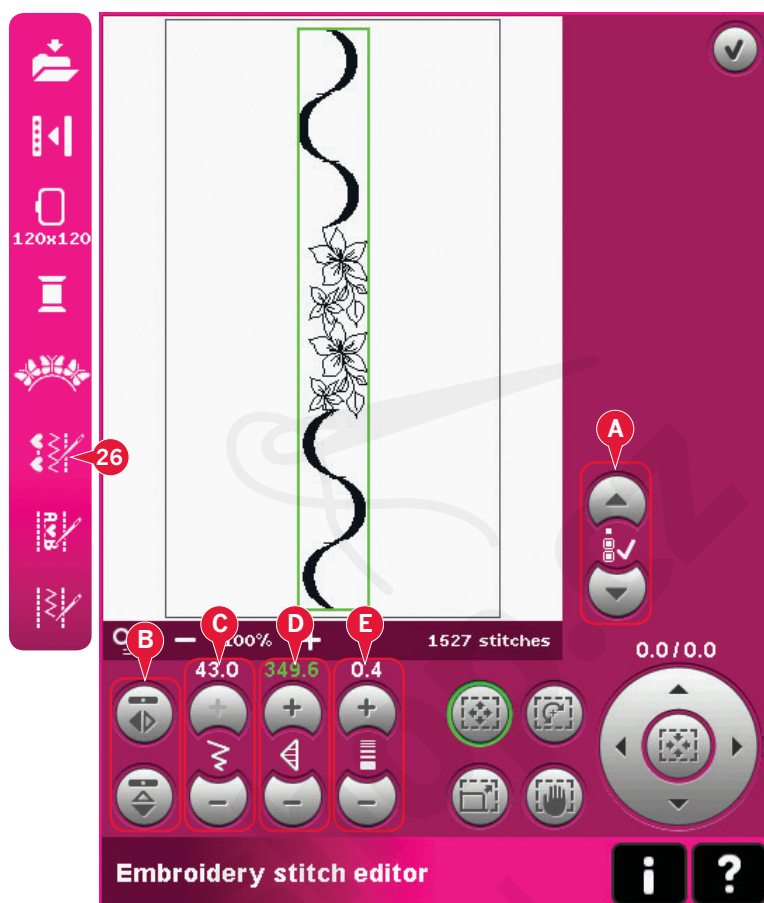 120x120
26
A
B
C
D
E
100%
1527 stitches
43.0
349.6
0.4
0.0/0.0
Embroidery stitch editor
i
?